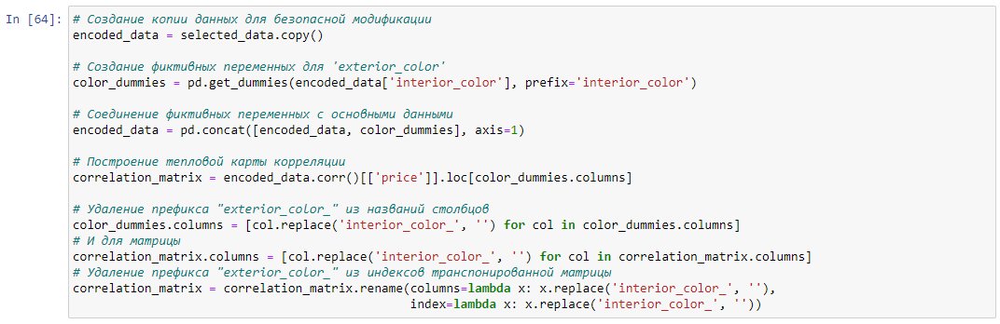 In [64]:
# Создание копии данных для безопасной модификации
encoded_data = selected_data.copy()
# Создание фиктивных переменных для 'exterior_color'
color_dummies = pd.get_dummies(encoded_data['interior_color'], prefix='interior_color')
# Соединение фиктивных переменных с основными данными
encoded_data = pd.concat([encoded_data, color_dummies], axis=1)
# Построение тепловой карты корреляции
correlation_matrix = encoded_data.corr()[['price']].loc[color_dummies.columns]
# Удаление префикса "exterior_color_" из названий столбцов
color_dummies.columns = [col.replace('interior_color_', '') for col in color_dummies.columns]
# И для матрицы
correlation_matrix.columns = [col.replace('interior_color_', '') for col in correlation_matrix.columns]
# Удаление префикса "exterior_color_" из индексов транспонированной матрицы
correlation_matrix = correlation_matrix.rename(columns=lambda x: x.replace('interior_color_', ''),
index=lambda x: x.replace('interior_color_', ''))